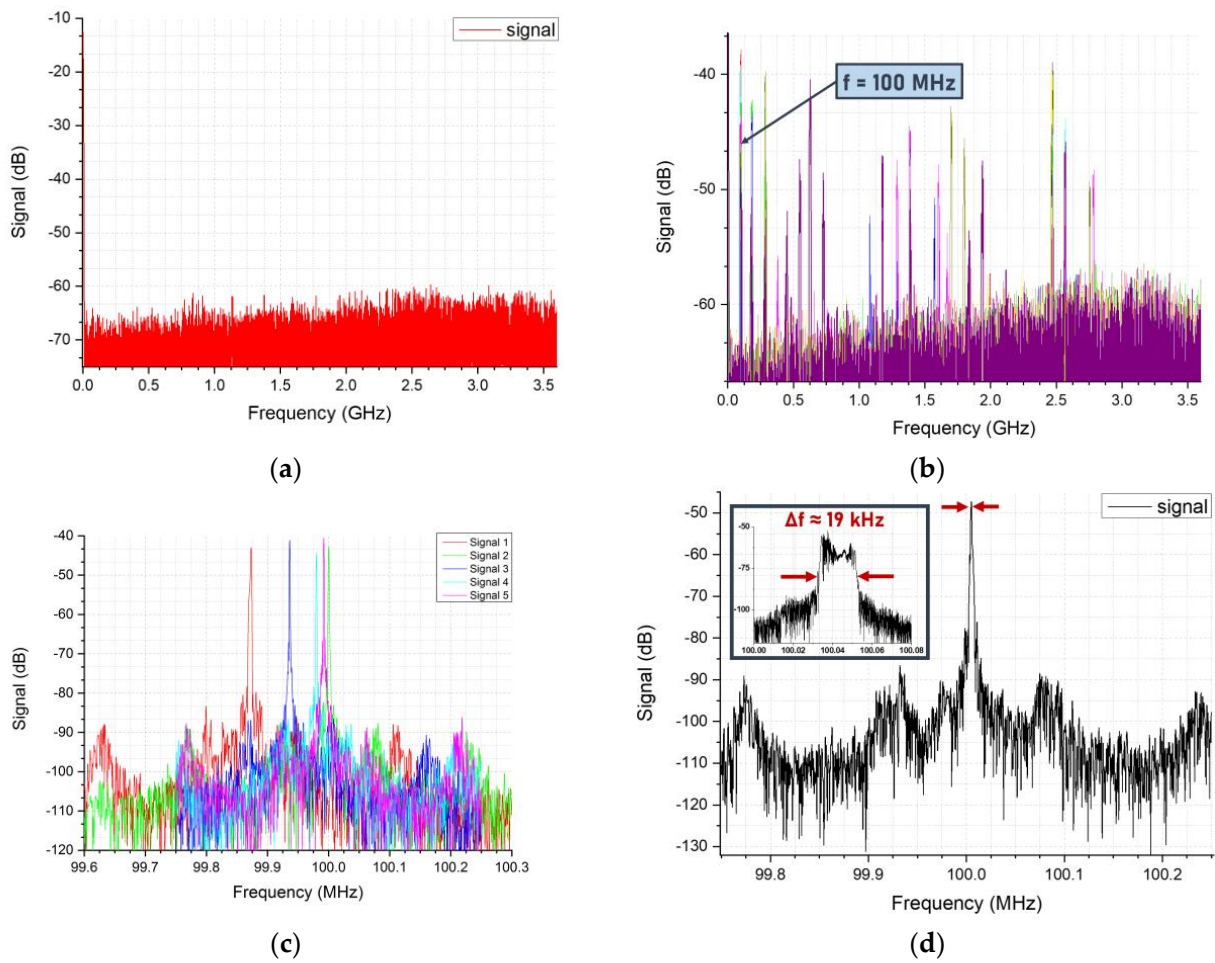 -10
-20
-30
-40
-50
-60
-70
Signal (dB)
signal
0.0 0.5 1.0 1.5 2.0 2.5 3.0 3.5
Frequency (GHz)
(a)
-40
-50
-60
Signal (dB)
f = 100 MHz
0.0 0.5 1.0 1.5 2.0 2.5 3.0 3.5
Frequency (GHz)
(b)
-40
-50
-60
-70
-80
-90
-100
-110
-120
Signal (dB)
Signal 1
Signal 2
Signal 3
Signal 4
Signal 5
99.6 99.7 99.8 99.9 100.0 100.1 100.2 100.3
Frequency (MHz)
(c)
-50
-60
-70
-80
-90
-100
-110
-120
-130
Signal (dB)
signal
Δf ≈ 19 kHz
-50
-75
-100
100.00 100.02 100.04 100.06 100.08
99.8 99.9 100.0 100.1 100.2
Frequency (MHz)
(d)